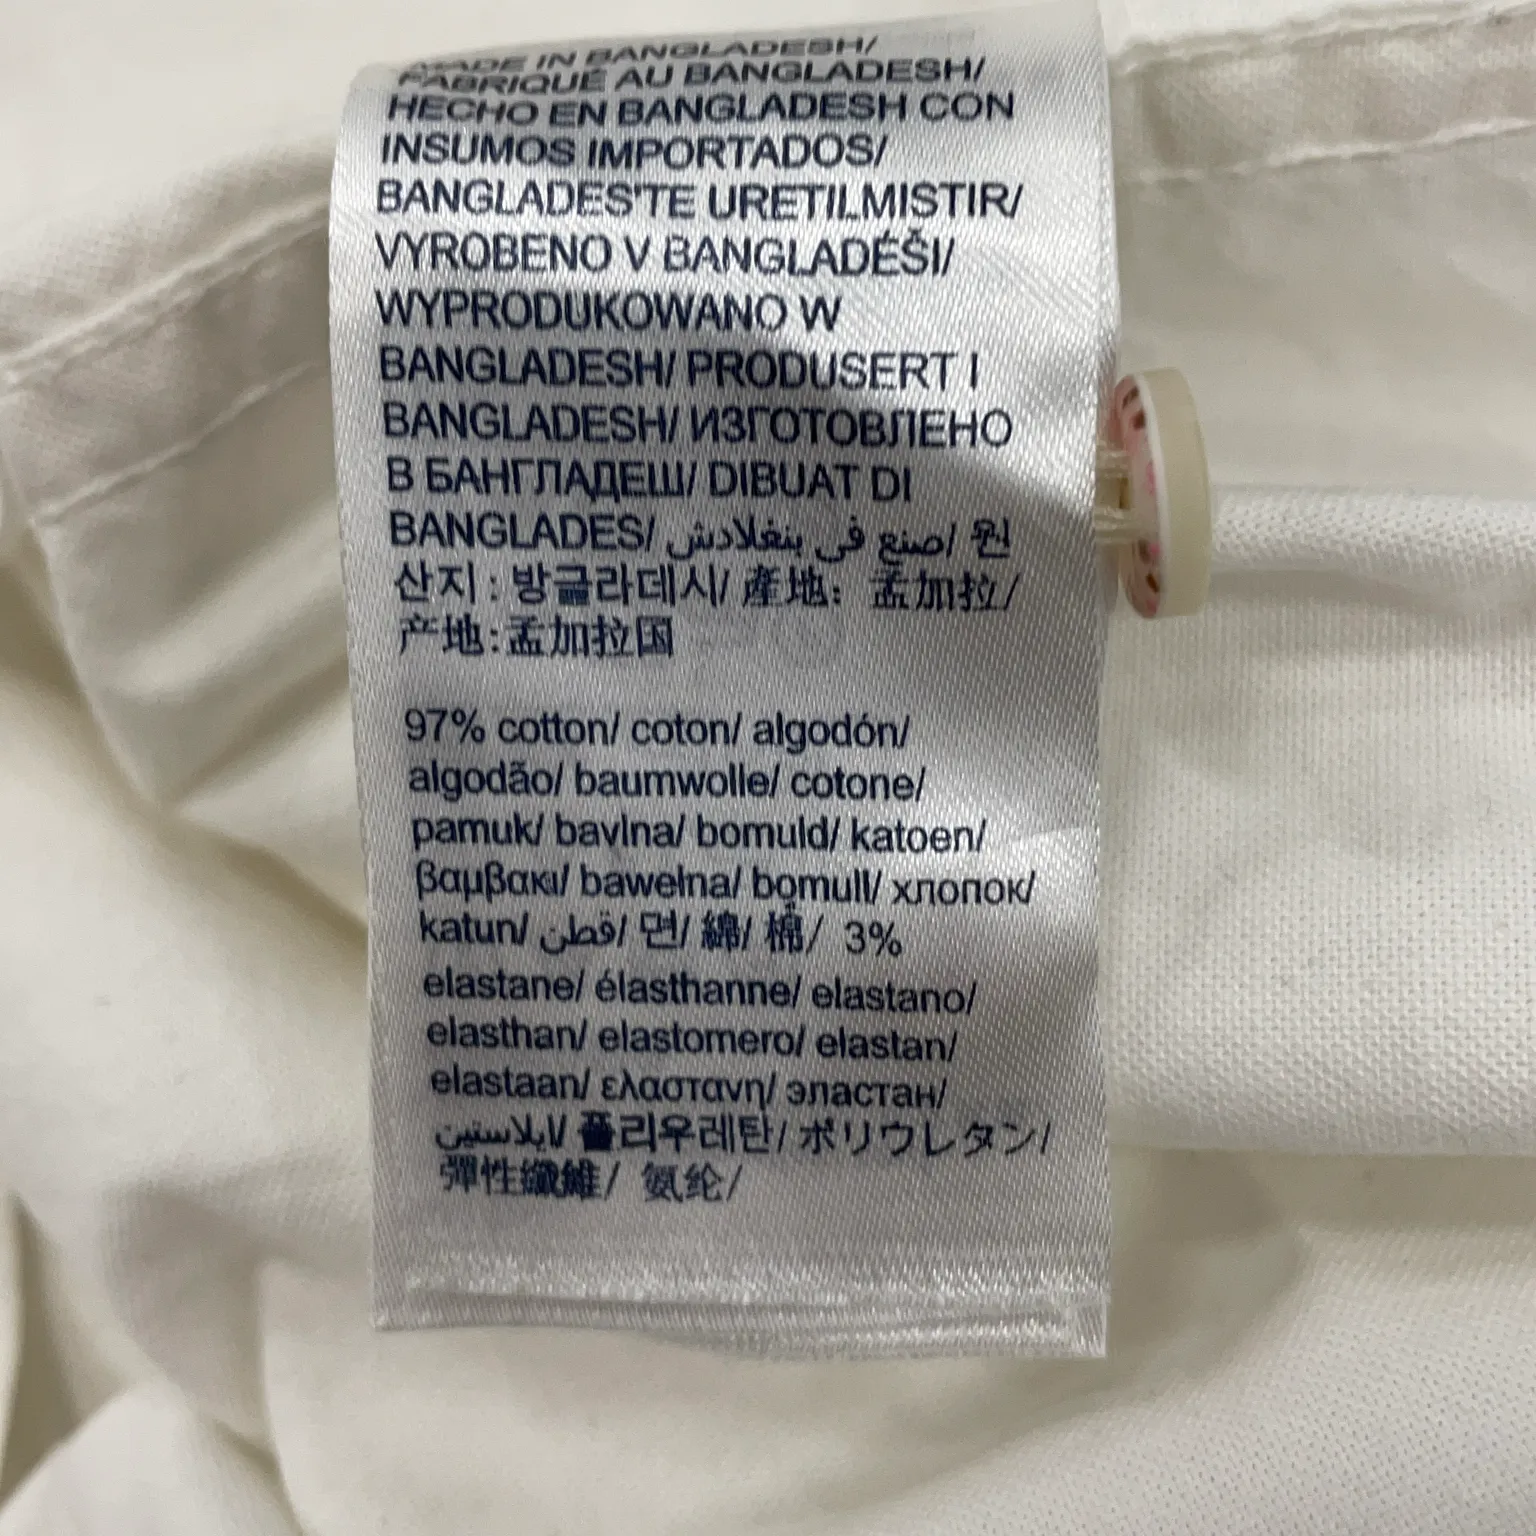 MADE IN BANGLADESH/
FABRIQUÉ AU BANGLADESH/
HECHO EN BANGLADESH CON
INSUMOS IMPORTADOS/
BANGLADES'TE URETILMISTIR/
VYROBENO V BANGLADÉŠI/
WYPRODUKOWANO W
BANGLADESH/ PRODUSERT I
BANGLADESH/ ИЗГОТОВЛЕНО
В БАНГЛАДЕШ/ DIBUAT DI
BANGLADES/ صنع في بنغلادش/ 원
산지 : 방글라데시/ 產地: 孟加拉/
产地:孟加拉国
97% cotton/ coton/ algodón/
algodão/ baumwolle/ cotone/
pamuk/ bavlna/ bomuld/ katoen/
βαμβακι/ bawełna/ bomull/ хлопок/
katun/ قطن/ 면/ 綿/ 棉/ 3%
elastane/ élasthanne/ elastano/
elasthan/ elastomero/ elastan/
elastaan/ ελαστανη/ эластан/
ايلاستين/ 폴리우레탄/ ポリウレタン/
彈性纖維/ 氨纶/